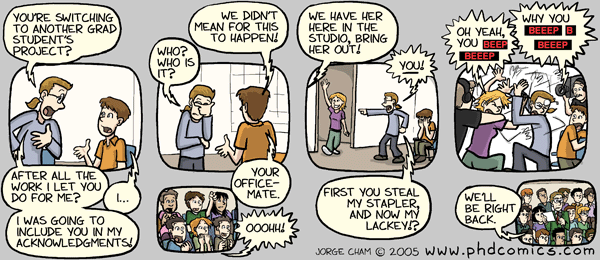 YOU'RE SWITCHING
TO ANOTHER GRAD
STUDENT'S
PROJECT?
AFTER ALL THE
WORK I LET YOU
DO FOR ME?
I...
I WAS GOING TO
INCLUDE YOU IN MY
ACKNOWLEDGMENTS!
WE DIDN'T
MEAN FOR THIS
TO HAPPEN!
WHO?
WHO IS
IT?
YOUR
OFFICE-
MATE.
OOOHH!
WE HAVE HER
HERE IN THE
STUDIO, BRING
HER OUT!
YOU!
FIRST YOU STEAL
MY STAPLER,
AND NOW MY
LACKEY!?
OH YEAH,
YOU BEEP
BEEEP
WHY YOU
BEEEP B
BEEEP
WE'LL
BE RIGHT
BACK.
JORGE CHAM © 2005 www.phdcomics.com